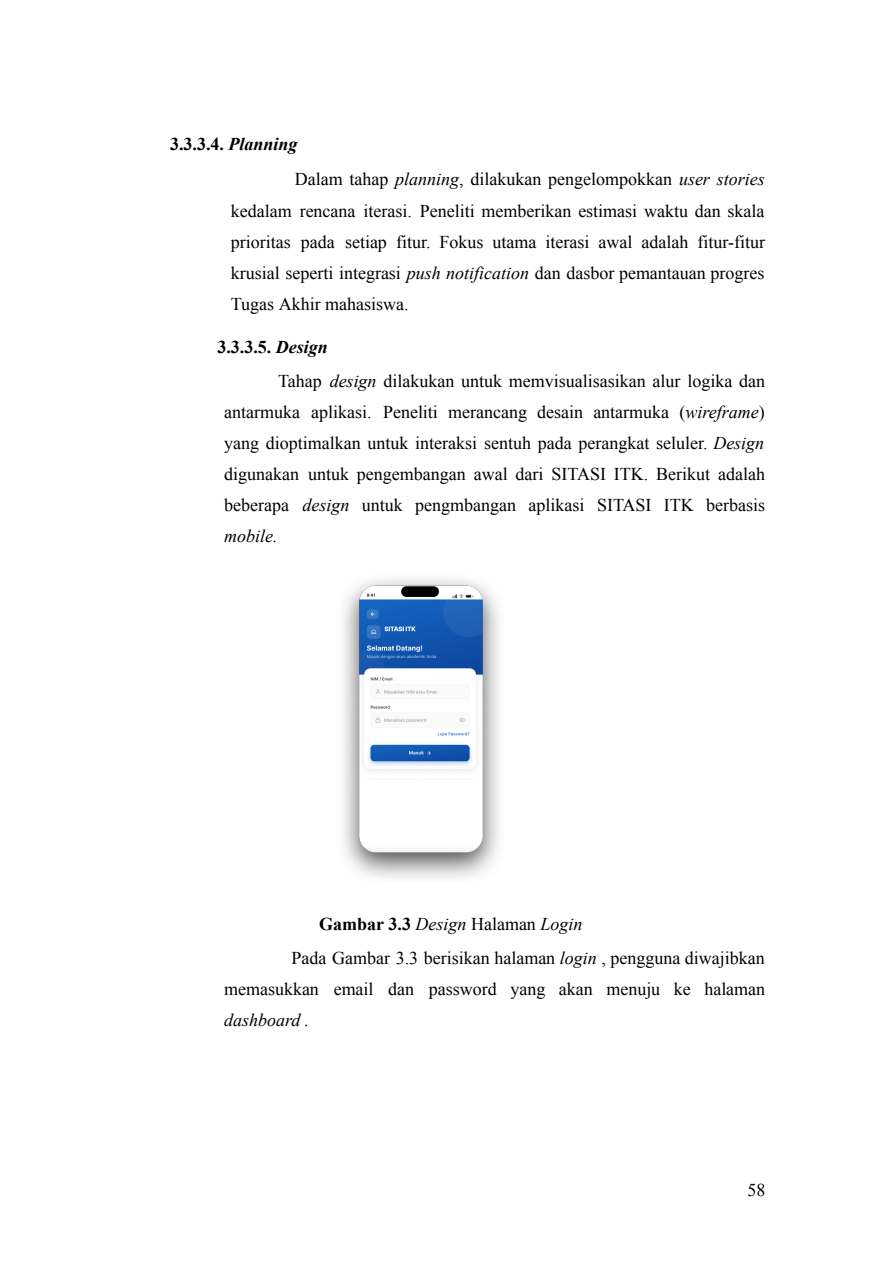 3.3.3.4. Planning
Dalam tahap planning, dilakukan pengelompokkan user stories
kedalam rencana iterasi. Peneliti memberikan estimasi waktu dan skala
prioritas pada setiap fitur. Fokus utama iterasi awal adalah fitur-fitur
krusial seperti integrasi push notification dan dasbor pemantauan progres
Tugas Akhir mahasiswa.
3.3.3.5. Design
Tahap design dilakukan untuk memvisualisasikan alur logika dan
antarmuka aplikasi. Peneliti merancang desain antarmuka (wireframe)
yang dioptimalkan untuk interaksi sentuh pada perangkat seluler. Design
digunakan untuk pengembangan awal dari SITASI ITK. Berikut adalah
beberapa design untuk pengmbangan aplikasi SITASI ITK berbasis
mobile.
9:41
SITASI ITK
Selamat Datang!
Masuk dengan akun akademik Anda
NIM / Email
Masukkan NIM atau Email
Password
Masukkan password
Lupa Password?
Masuk →
Gambar 3.3 Design Halaman Login
Pada Gambar 3.3 berisikan halaman login , pengguna diwajibkan
memasukkan email dan password yang akan menuju ke halaman
dashboard .
58